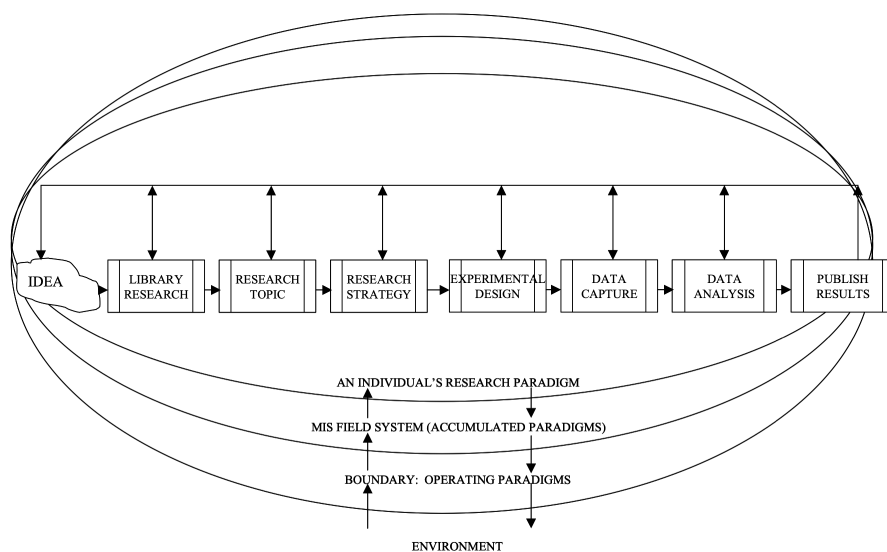 IDEA
LIBRARY
RESEARCH
RESEARCH
TOPIC
RESEARCH
STRATEGY
EXPERIMENTAL
DESIGN
DATA
CAPTURE
DATA
ANALYSIS
PUBLISH
RESULTS
AN INDIVIDUAL'S RESEARCH PARADIGM
MIS FIELD SYSTEM (ACCUMULATED PARADIGMS)
BOUNDARY: OPERATING PARADIGMS
ENVIRONMENT